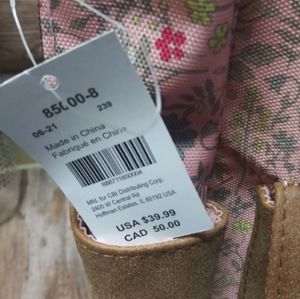 85000-8
06-21 239
Made in China
Fabriqué en Chine
Mfd. for CBI Distributing Corp.
2400 W Central Rd
Hoffman Estates, IL 60192 USA
USA $39.99
CAD 50.00